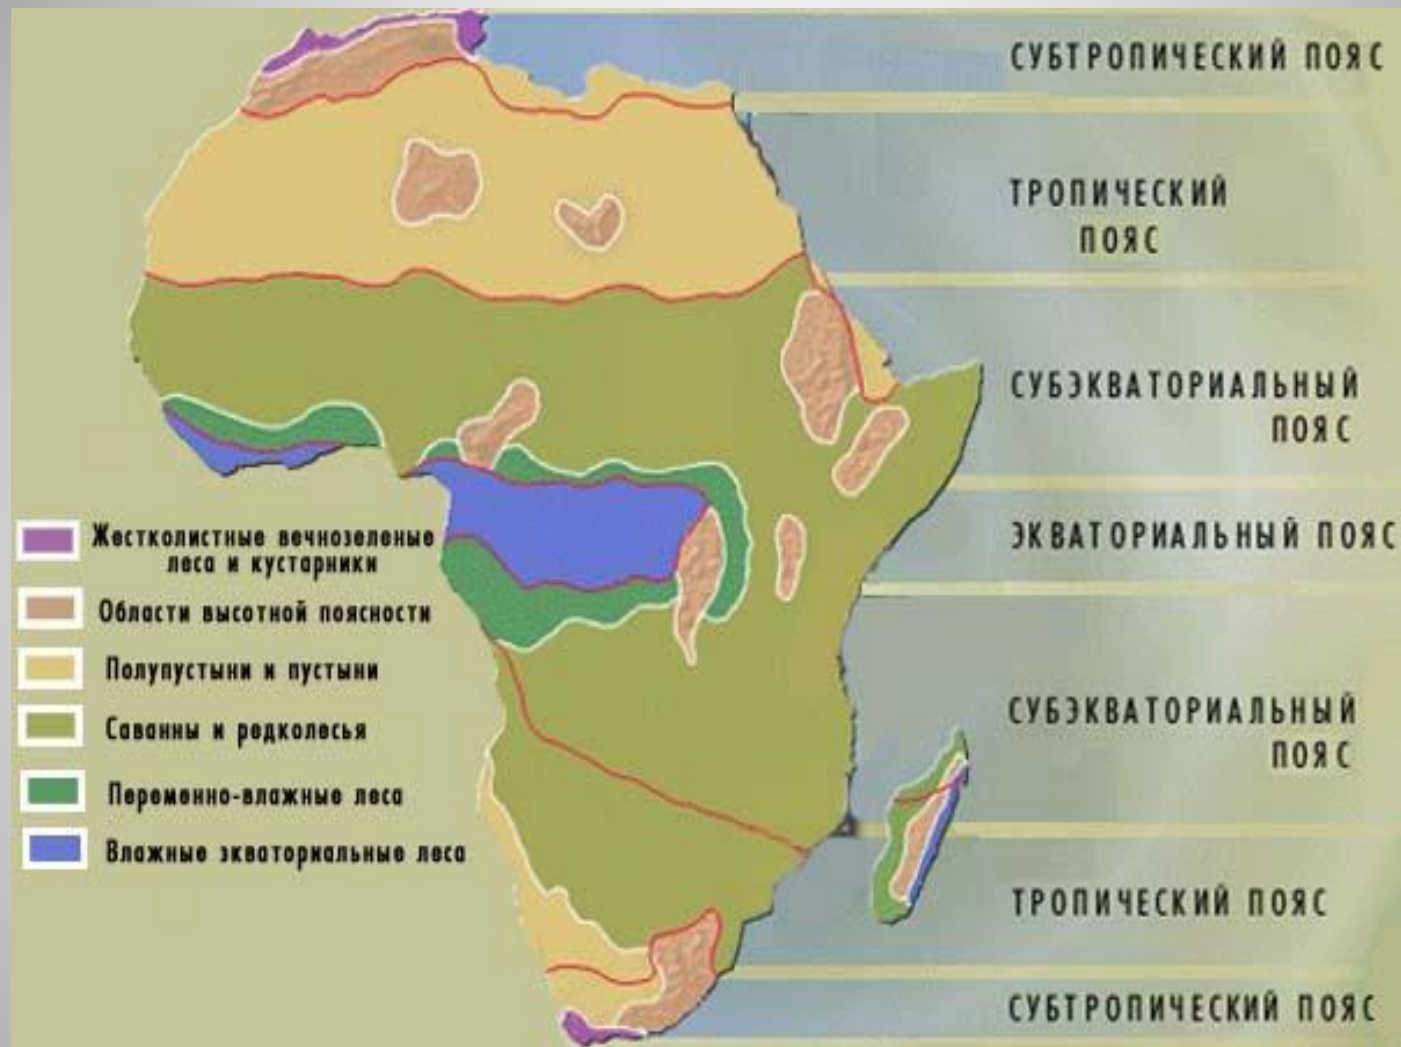 СУБТРОПИЧЕСКИЙ ПОЯС
ТРОПИЧЕСКИЙ
ПОЯС
СУБЭКВАТОРИАЛЬНЫЙ
ПОЯС
ЭКВАТОРИАЛЬНЫЙ ПОЯС
СУБЭКВАТОРИАЛЬНЫЙ
ПОЯС
ТРОПИЧЕСКИЙ ПОЯС
СУБТРОПИЧЕСКИЙ ПОЯС
Жестколистные вечнозеленые
леса и кустарники
Области высотной поясности
Полупустыни и пустыни
Саванны и редколесья
Переменно-влажные леса
Влажные экваториальные леса